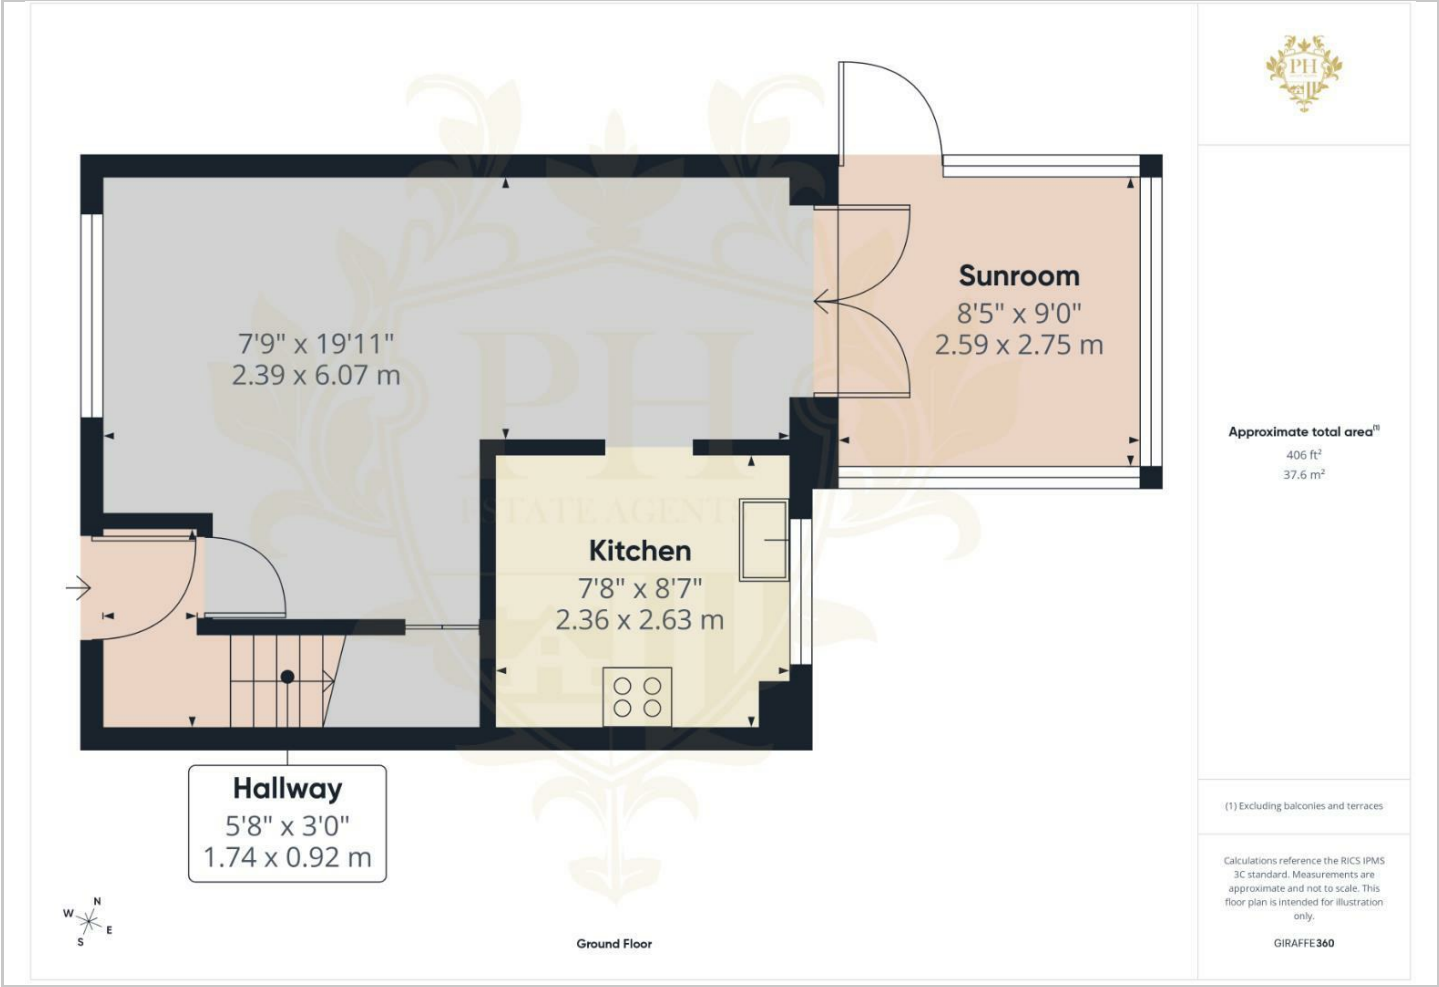 PH
Sunroom
8'5" x 9'0"
2.59 x 2.75 m
7'9" x 19'11"
2.39 x 6.07 m
PH
ESTATE AGENTS
Kitchen
7'8" x 8'7"
2.36 x 2.63 m
Hallway
5'8" x 3'0"
1.74 x 0.92 m
N
W
E
S
Ground Floor
Approximate total area(1)
406 ft²
37.6 m²
(1) Excluding balconies and terraces
Calculations reference the RICS IPMS
3C standard. Measurements are
approximate and not to scale. This
floor plan is intended for illustration
only.
GIRAFFE360